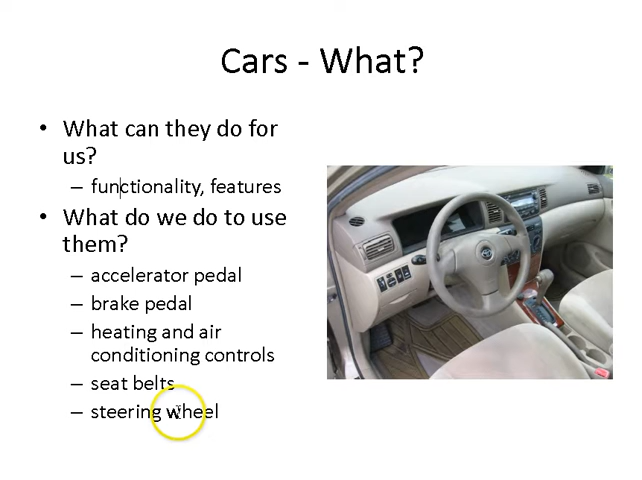 Cars - What?
• What can they do for
us?
– functionality, features
• What do we do to use
them?
– accelerator pedal
– brake pedal
– heating and air
conditioning controls
– seat belts
– steering wheel